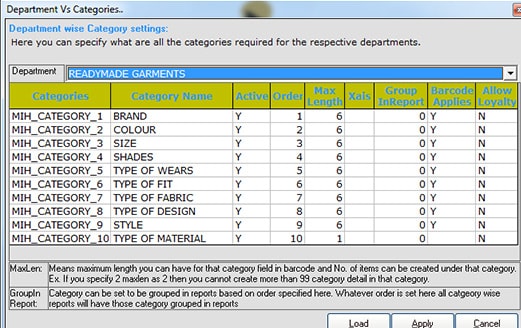 Department Vs Categories..
Department wise Category settings:
Here you can specify what are all the categories required for the respective departments.
Department READYMADE GARMENTS
Categories Category Name Active Order Max Length Xais Group InReport Barcode Applies Allow Loyalty
MIH_CATEGORY_1 BRAND Y 1 6 0 Y N
MIH_CATEGORY_2 COLOUR Y 2 6 0 Y N
MIH_CATEGORY_3 SIZE Y 3 6 0 Y N
MIH_CATEGORY_4 SHADES Y 4 6 0 Y N
MIH_CATEGORY_5 TYPE OF WEARS Y 5 6 0 Y N
MIH_CATEGORY_6 TYPE OF FIT Y 6 6 0 Y N
MIH_CATEGORY_7 TYPE OF FABRIC Y 7 6 0 Y N
MIH_CATEGORY_8 TYPE OF DESIGN Y 8 6 0 Y N
MIH_CATEGORY_9 STYLE Y 9 6 0 Y N
MIH_CATEGORY_10 TYPE OF MATERIAL Y 10 1 0 N
MaxLen: Means maximum length you can have for that category field in barcode and No. of items can be created under that category.
Ex. If you specify 2 maxlen as 2 then you cannot create more than 99 category detail in that category.
GroupIn Report: Category can be set to be grouped in reports based on order specified here. Whatever order is set here all category wise
reports will have those category grouped in reports
Load Apply Cancel